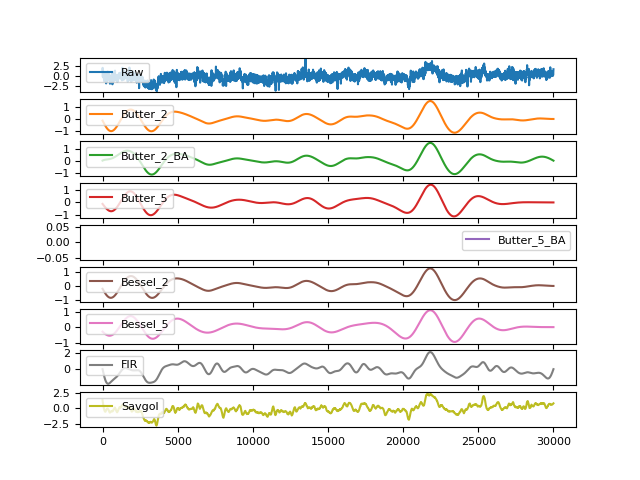 2.5
0.0
−2.5
Raw
1
0
−1
Butter_2
1
0
−1
Butter_2_BA
1
0
−1
Butter_5
0.05
0.00
−0.05
Butter_5_BA
1
0
−1
Bessel_2
1
0
−1
Bessel_5
2
0
FIR
2.5
0.0
−2.5
Savgol
0 5000 10000 15000 20000 25000 30000